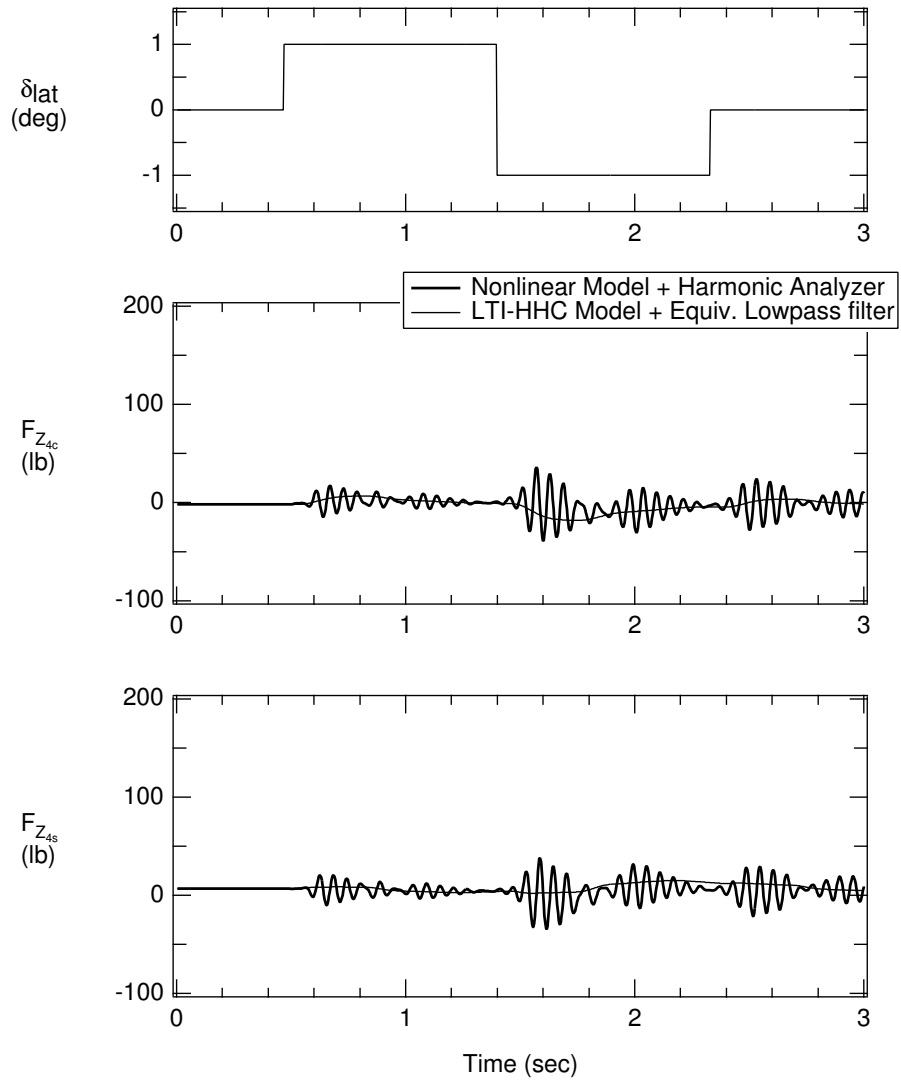 δlat
(deg)
1
0
-1
0 1 2 3
Nonlinear Model + Harmonic Analyzer
LTI-HHC Model + Equiv. Lowpass filter
FZ4c
(lb)
200
100
0
-100
0 1 2 3
FZ4s
(lb)
200
100
0
-100
0 1 2 3
Time (sec)